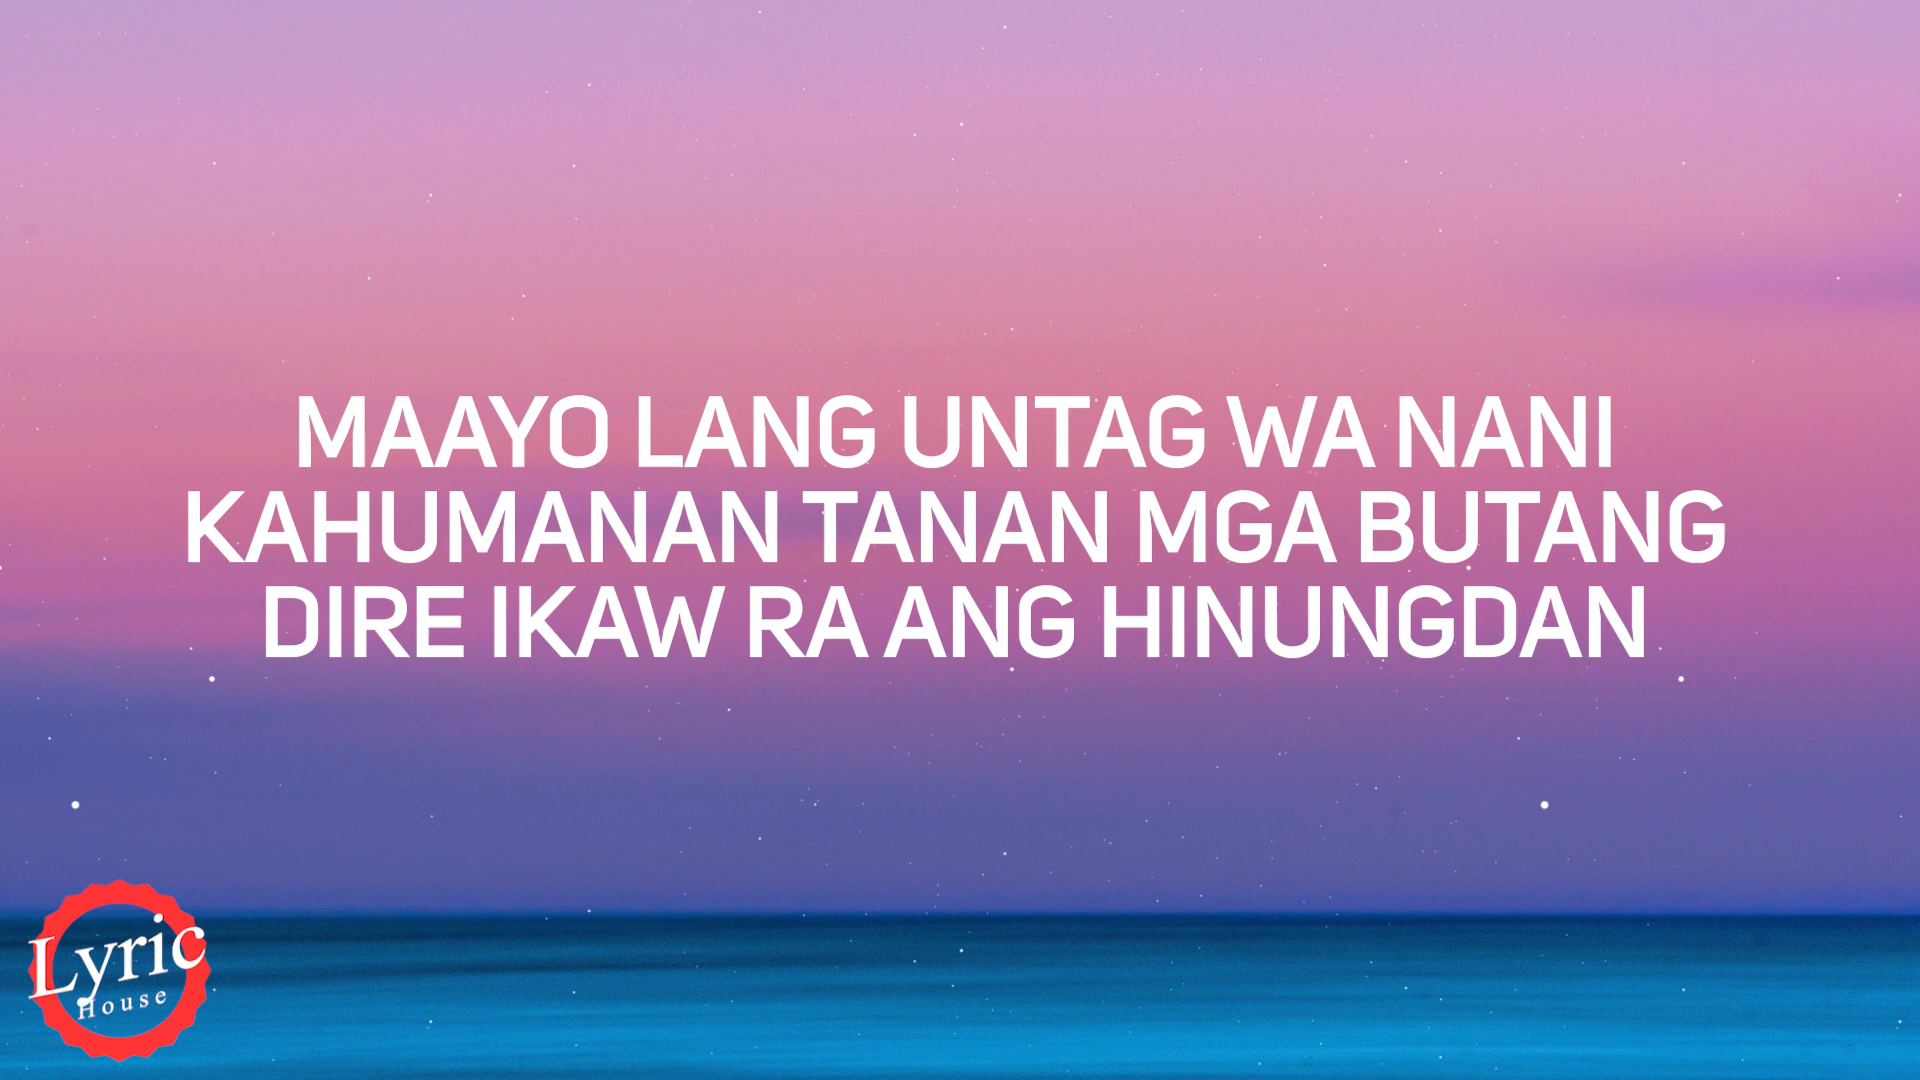 MAAYO LANG UNTAG WA NANI
KAHUMANAN TANAN MGA BUTANG
DIRE IKAW RA ANG HINUNGDAN
Lyric
House